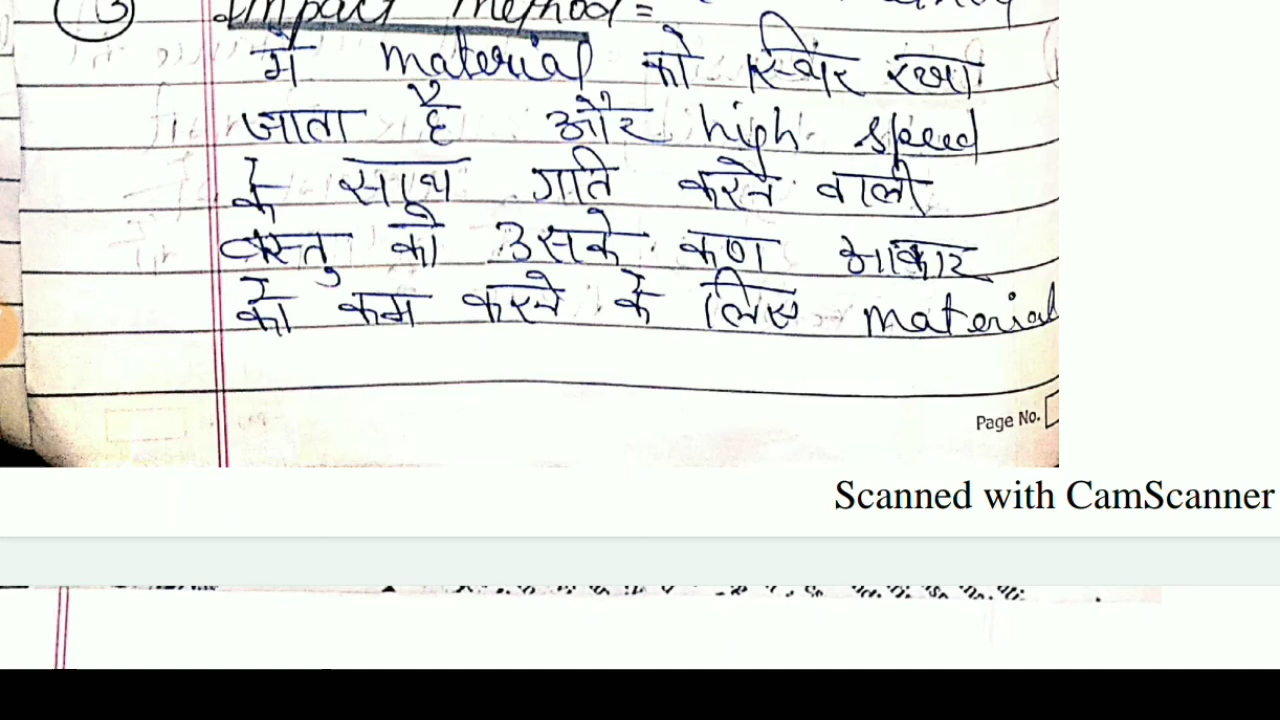 3 Impact method =
में material को स्थिर रखा
जाता है और high speed
के साथ गति करने वाली
वस्तु को उसके कण आकार
को कम करने के लिए material
Page No.
Scanned with CamScanner